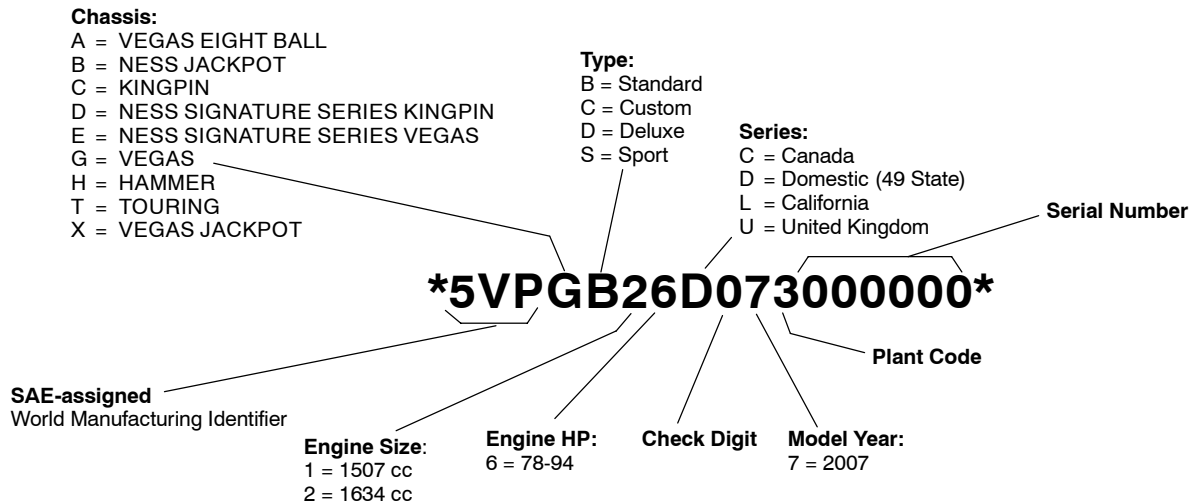 Chassis:
A = VEGAS EIGHT BALL
B = NESS JACKPOT
C = KINGPIN
D = NESS SIGNATURE SERIES KINGPIN
E = NESS SIGNATURE SERIES VEGAS
G = VEGAS
H = HAMMER
T = TOURING
X = VEGAS JACKPOT
Type:
B = Standard
C = Custom
D = Deluxe
S = Sport
Series:
C = Canada
D = Domestic (49 State)
L = California
U = United Kingdom
Serial Number
*5VPGB26D073000000*
Plant Code
SAE-assigned
World Manufacturing Identifier
Engine Size:
1 = 1507 cc
2 = 1634 cc
Engine HP:
6 = 78-94
Check Digit
Model Year:
7 = 2007